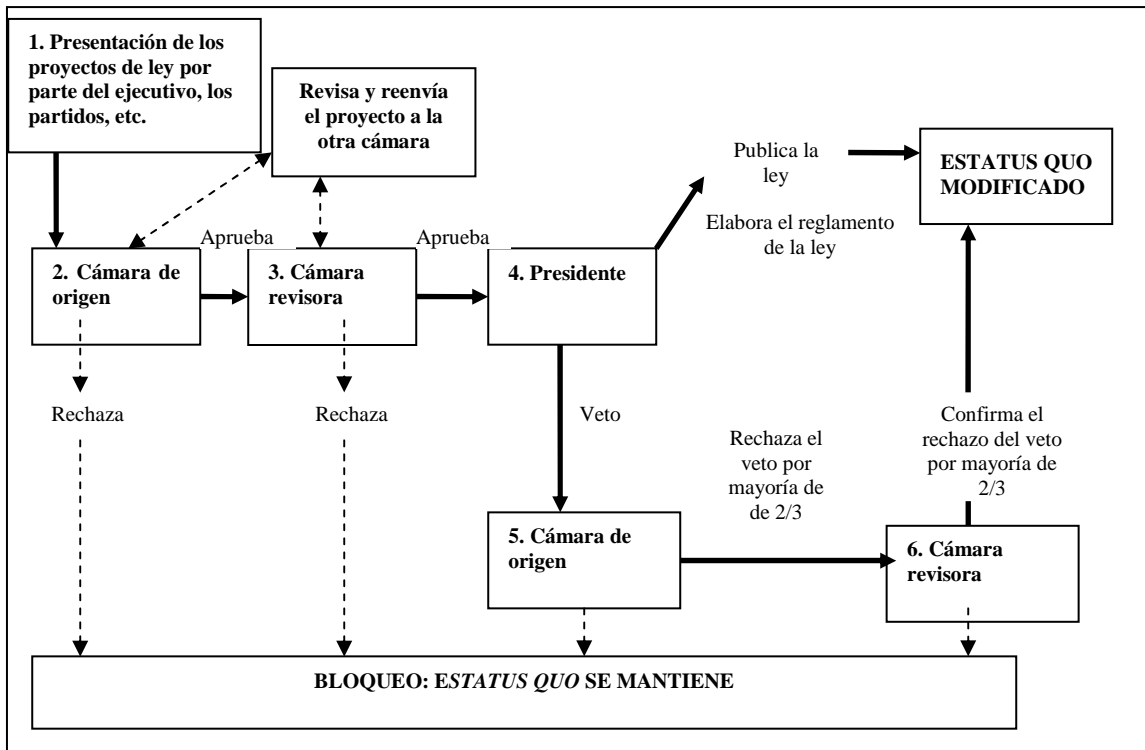 1. Presentación de los
proyectos de ley por
parte del ejecutivo, los
partidos, etc.
Revisa y reenvía
el proyecto a la
otra cámara
Publica la
ley
ESTATUS QUO
MODIFICADO
Elabora el reglamento
de la ley
Aprueba
Aprueba
2. Cámara de
origen
3. Cámara
revisora
4. Presidente
Rechaza
Rechaza
Veto
Rechaza el
veto por
mayoría de
de 2/3
Confirma el
rechazo del veto
por mayoría de
2/3
5. Cámara de
origen
6. Cámara
revisora
BLOQUEO: ESTATUS QUO SE MANTIENE